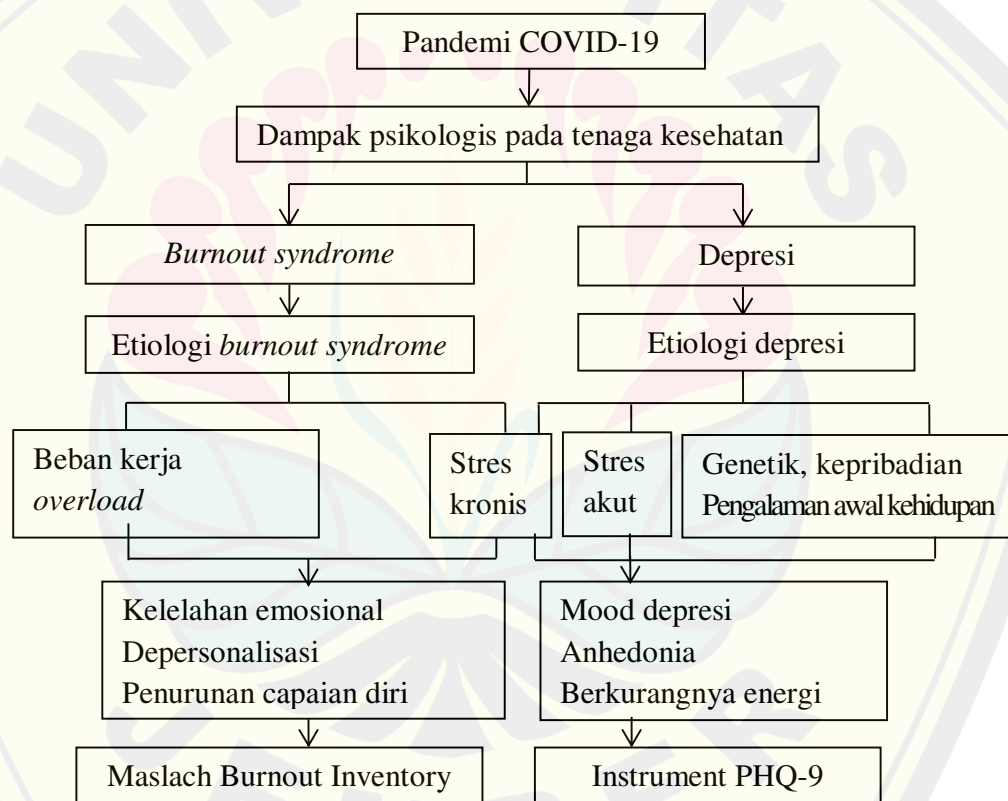 Pandemi COVID-19
Dampak psikologis pada tenaga kesehatan
Burnout syndrome
Depresi
Etiologi burnout syndrome
Etiologi depresi
Beban kerja
overload
Stres
kronis
Stres
akut
Genetik, kepribadian
Pengalaman awal kehidupan
Kelelahan emosional
Depersonalisasi
Penurunan capaian diri
Mood depresi
Anhedonia
Berkurangnya energi
Maslach Burnout Inventory
Instrument PHQ-9